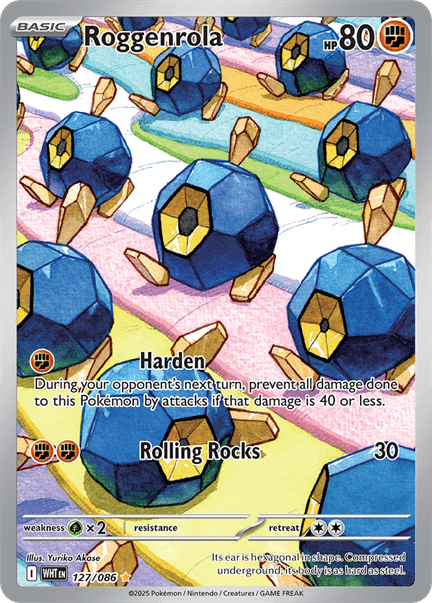 BASIC Roggenrola HP 80
Harden
During your opponent's next turn, prevent all damage done
to this Pokémon by attacks if that damage is 40 or less.
Rolling Rocks 30
weakness ×2 resistance retreat
Illus. Yuriko Akase
I WHT EN 127/086
Its ear is hexagonal in shape. Compressed
underground, its body is as hard as steel.
©2025 Pokémon / Nintendo / Creatures / GAME FREAK